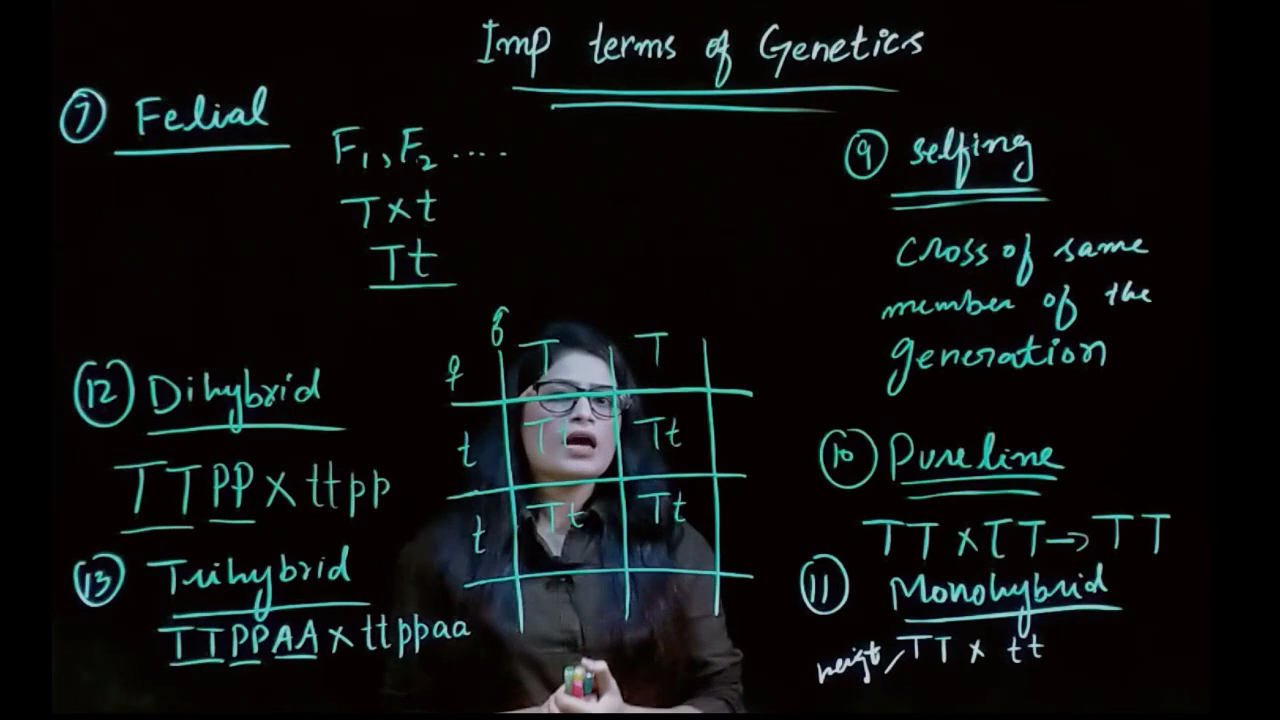 Imp terms of Genetics
7 Felial
F1, F2 ....
T x t
Tt
9 selfing
cross of same
member of the
generation
12 Dihybrid
TTPP x ttpp
13 Trihybrid
TTPPAA x ttppaa
♂
♀ T T
t Tt Tt
t Tt Tt
10 Pureline
TT x TT → TT
11 Monohybrid
TT x tt